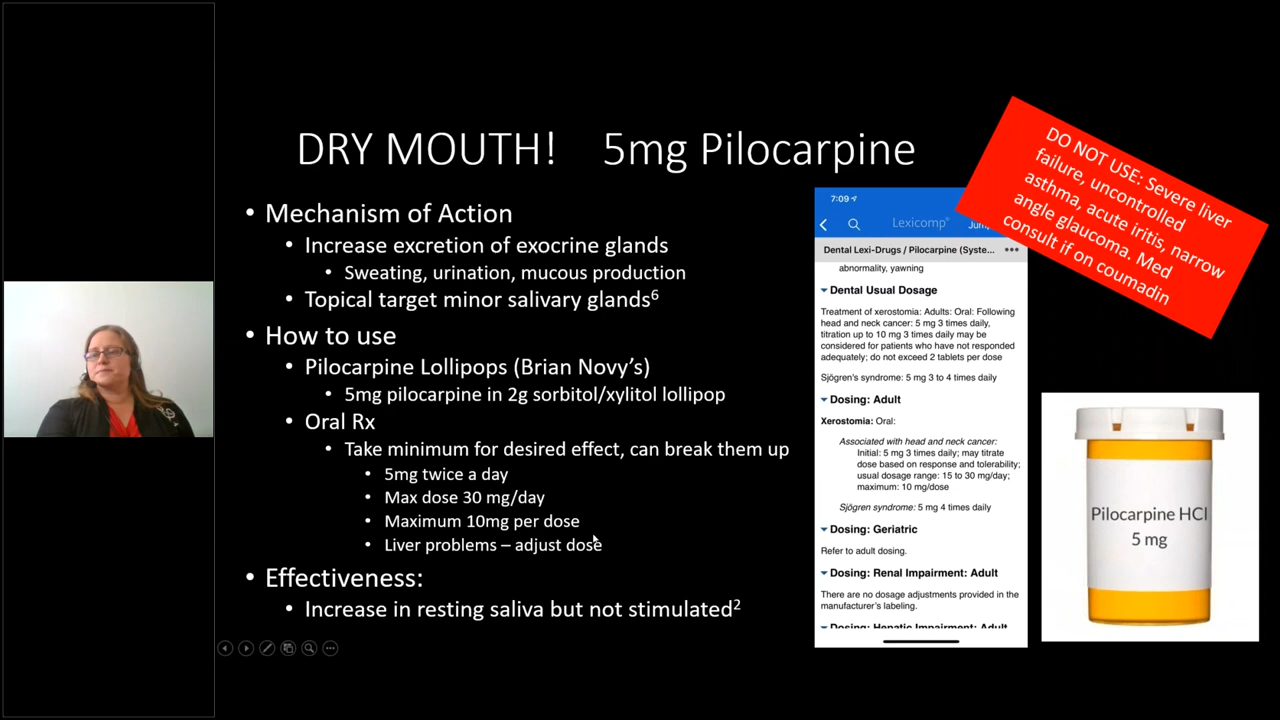 DRY MOUTH! 5mg Pilocarpine
• Mechanism of Action
• Increase excretion of exocrine glands
• Sweating, urination, mucous production
• Topical target minor salivary glands⁶
• How to use
• Pilocarpine Lollipops (Brian Novy's)
• 5mg pilocarpine in 2g sorbitol/xylitol lollipop
• Oral Rx
• Take minimum for desired effect, can break them up
• 5mg twice a day
• Max dose 30 mg/day
• Maximum 10mg per dose
• Liver problems – adjust dose
• Effectiveness:
• Increase in resting saliva but not stimulated²
7:09
Lexicomp®
Dental Lexi-Drugs / Pilocarpine (Syste...
abnormality, yawning
Dental Usual Dosage
Treatment of xerostomia: Adults: Oral: Following
head and neck cancer: 5 mg 3 times daily,
titration up to 10 mg 3 times daily may be
considered for patients who have not responded
adequately; do not exceed 2 tablets per dose
Sjögren's syndrome: 5 mg 3 to 4 times daily
Dosing: Adult
Xerostomia: Oral:
Associated with head and neck cancer:
Initial: 5 mg 3 times daily; may titrate
dose based on response and tolerability;
usual dosage range: 15 to 30 mg/day;
maximum: 10 mg/dose
Sjögren syndrome: 5 mg 4 times daily
Dosing: Geriatric
Refer to adult dosing.
Dosing: Renal Impairment: Adult
There are no dosage adjustments provided in the
manufacturer's labeling.
Dosing: Hepatic Impairment: Adult
DO NOT USE: Severe liver
failure, uncontrolled
asthma, acute iritis, narrow
angle glaucoma. Med
consult if on coumadin
Pilocarpine HCl
5 mg